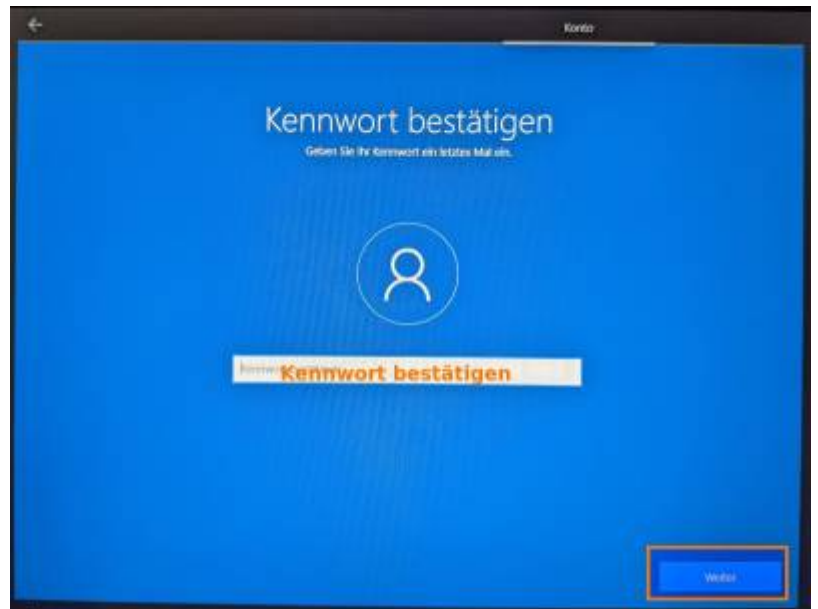 Konto
Kennwort bestätigen
Geben Sie Ihr Kennwort ein letztes Mal ein.
Kennwort bestätigen
Weiter